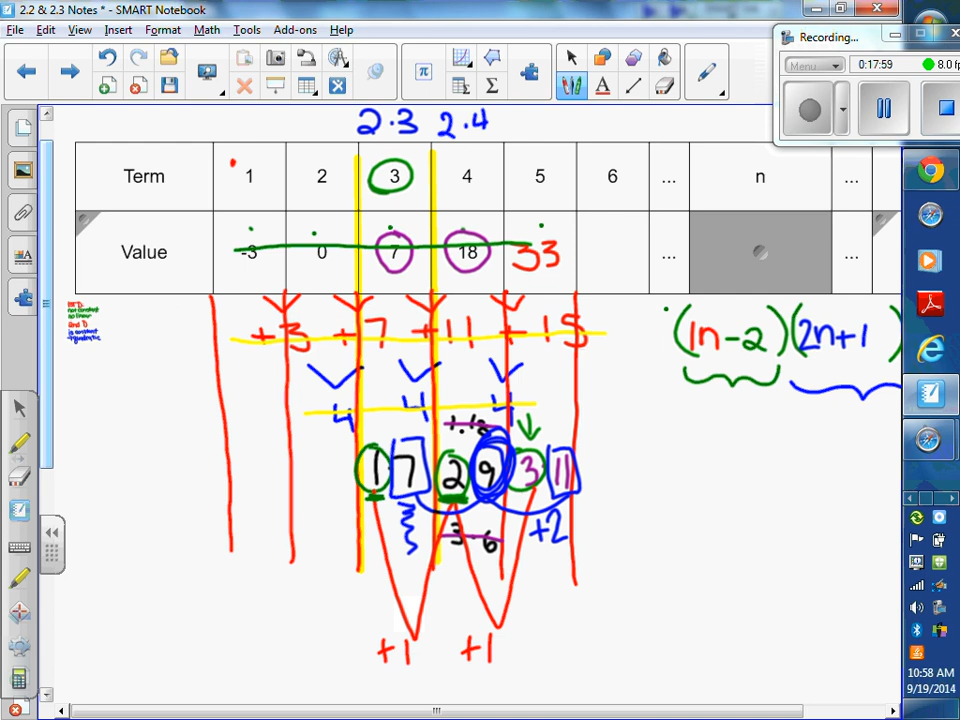 2.2 & 2.3 Notes * - SMART Notebook
File Edit View Insert Format Math Tools Add-ons Help
Recording...
Menu
0:17:59
8.0 fp
2·3 2·4
Term 1 2 3 4 5 6 ... n ...
Value -3 0 7 18 33 ... ...
+3 +7 +11 +15
(1n-2)(2n+1)
4 4 4
1 7 2 9 3 11
3 6
+2
+1 +1
10:58 AM
9/19/2014